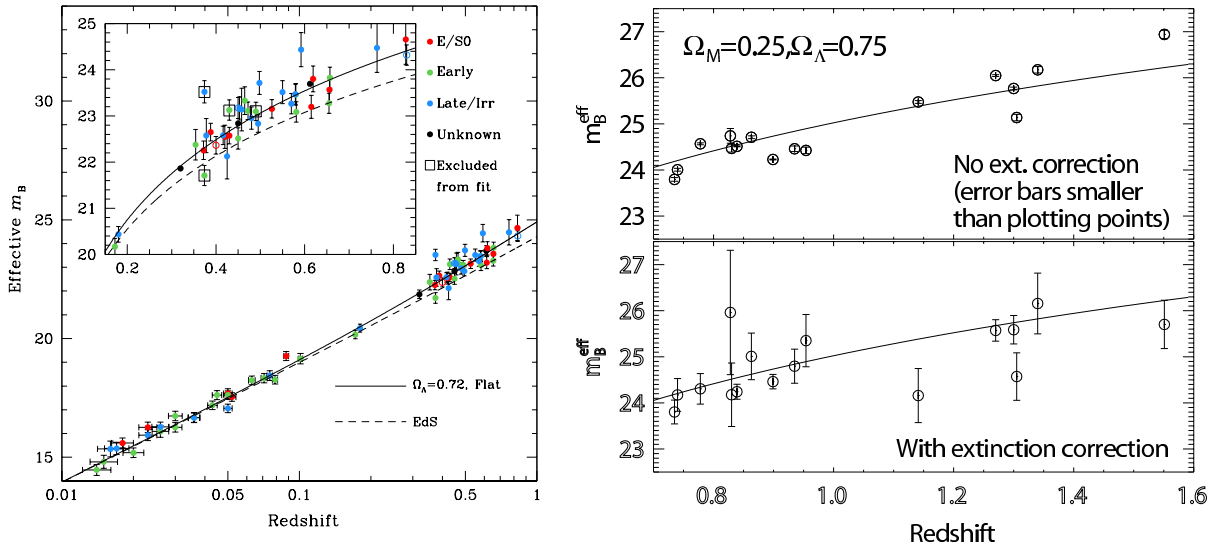 25
24
23
22
21
20
0.2
0.4
0.6
0.8
E/S0
Early
Late/Irr
Unknown
Excluded
from fit
30
25
20
15
Effective m_B
Ω_Λ=0.72, Flat
EdS
0.01
0.05
0.1
0.5
1
Redshift
27
26
25
24
23
m_B^eff
Ω_M=0.25,Ω_Λ=0.75
No ext. correction
(error bars smaller
than plotting points)
27
26
25
24
23
m_B^eff
With extinction correction
0.8
1.0
1.2
1.4
1.6
Redshift